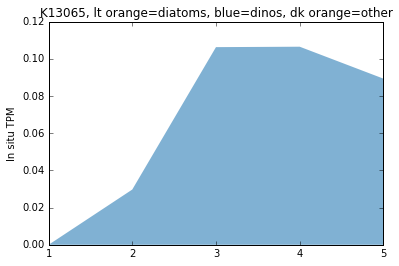 K13065, lt orange=diatoms, blue=dinos, dk orange=other
0.12
0.10
0.08
0.06
0.04
0.02
0.00
In situ TPM
1 2 3 4 5